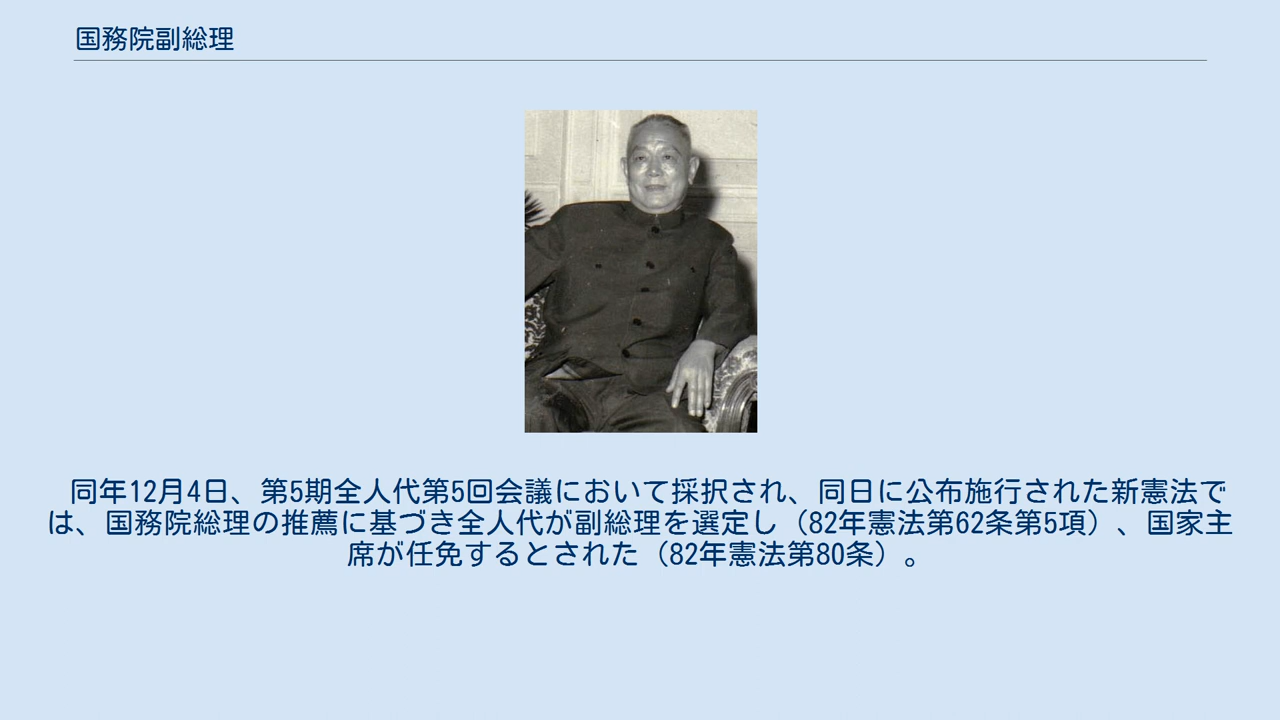 国務院副総理
同年12月4日、第5期全人代第5回会議において採択され、同日に公布施行された新憲法で
は、国務院総理の推薦に基づき全人代が副総理を選定し（82年憲法第62条第5項）、国家主
席が任免するとされた（82年憲法第80条）。